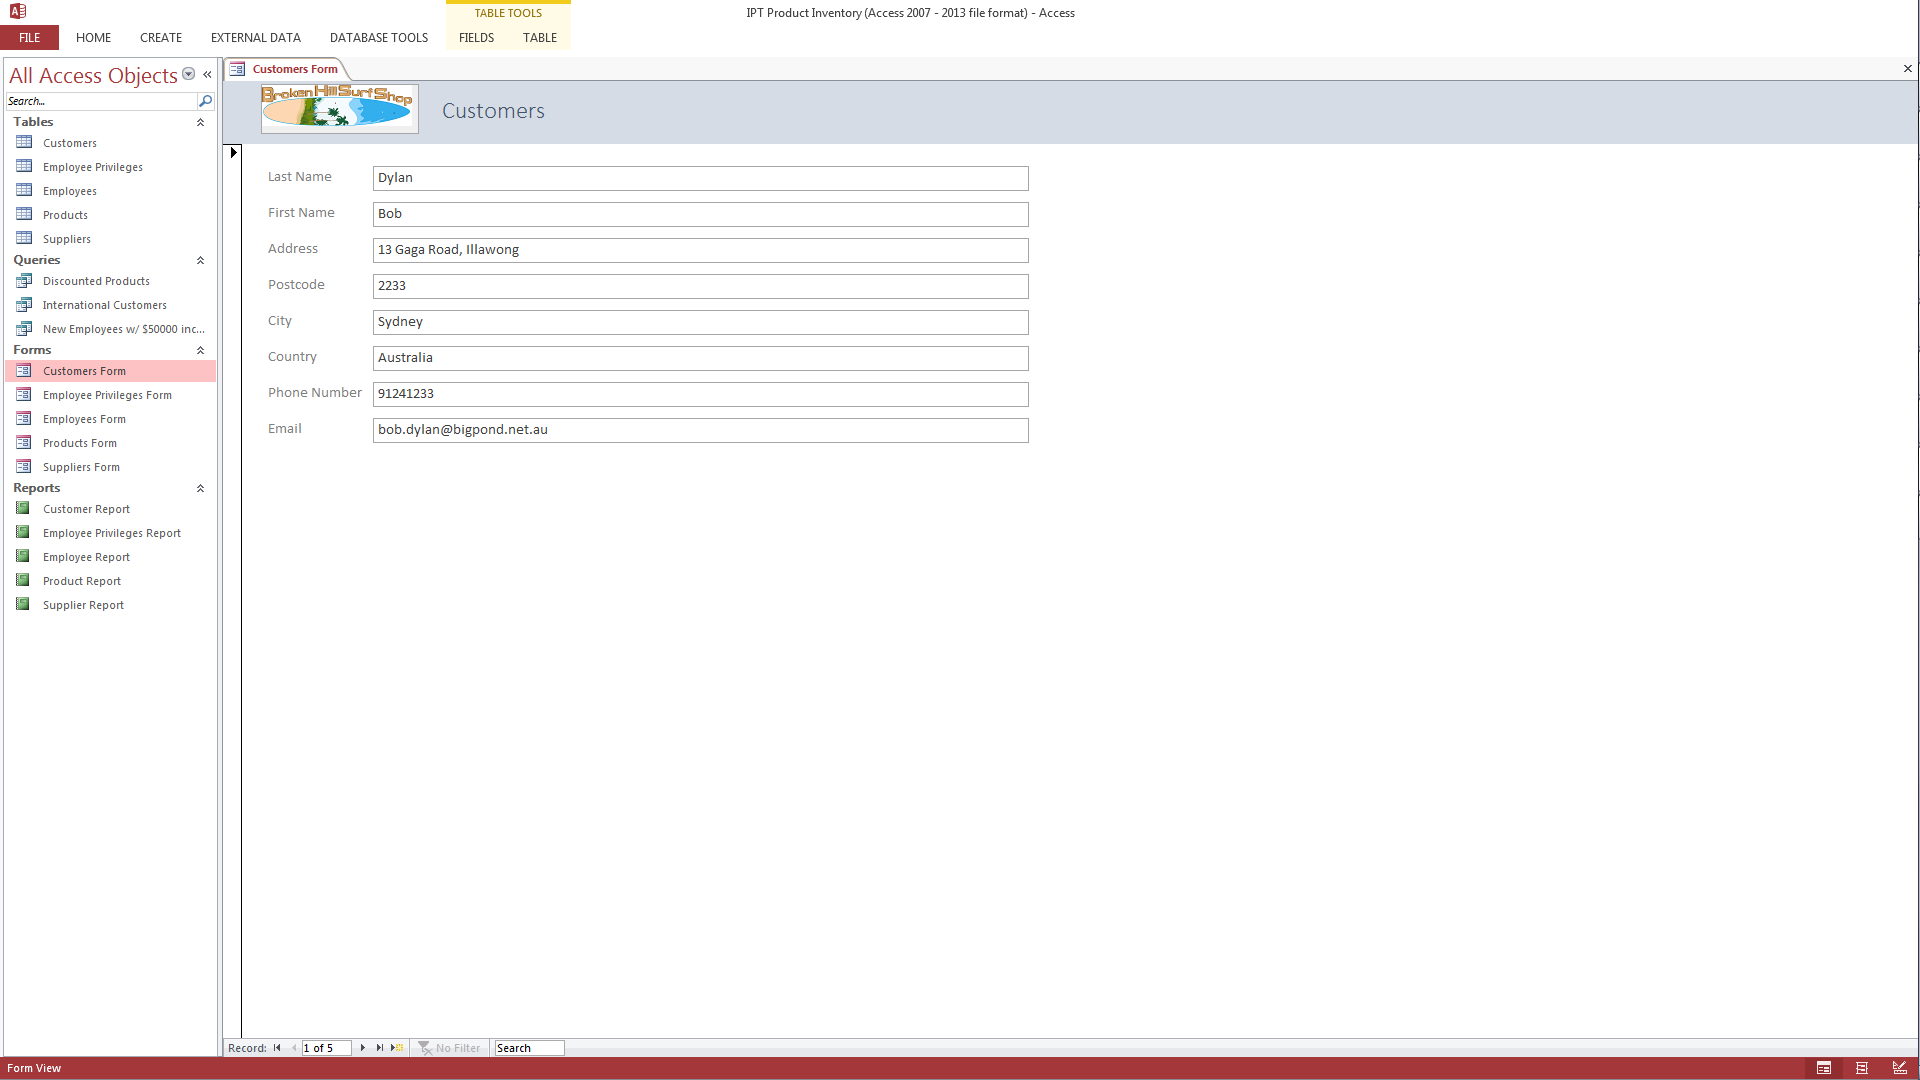 TABLE TOOLS
IPT Product Inventory (Access 2007 - 2013 file format) - Access
FILE HOME CREATE EXTERNAL DATA DATABASE TOOLS FIELDS TABLE
All Access Objects
Search...
Tables
Customers
Employee Privileges
Employees
Products
Suppliers
Queries
Discounted Products
International Customers
New Employees w/ $50000 inc...
Forms
Customers Form
Employee Privileges Form
Employees Form
Products Form
Suppliers Form
Reports
Customer Report
Employee Privileges Report
Employee Report
Product Report
Supplier Report
Customers Form
Broken Hill Surf Shop
Customers
Last Name Dylan
First Name Bob
Address 13 Gaga Road, Illawong
Postcode 2233
City Sydney
Country Australia
Phone Number 91241233
Email bob.dylan@bigpond.net.au
Record: 1 of 5 No Filter Search
Form View